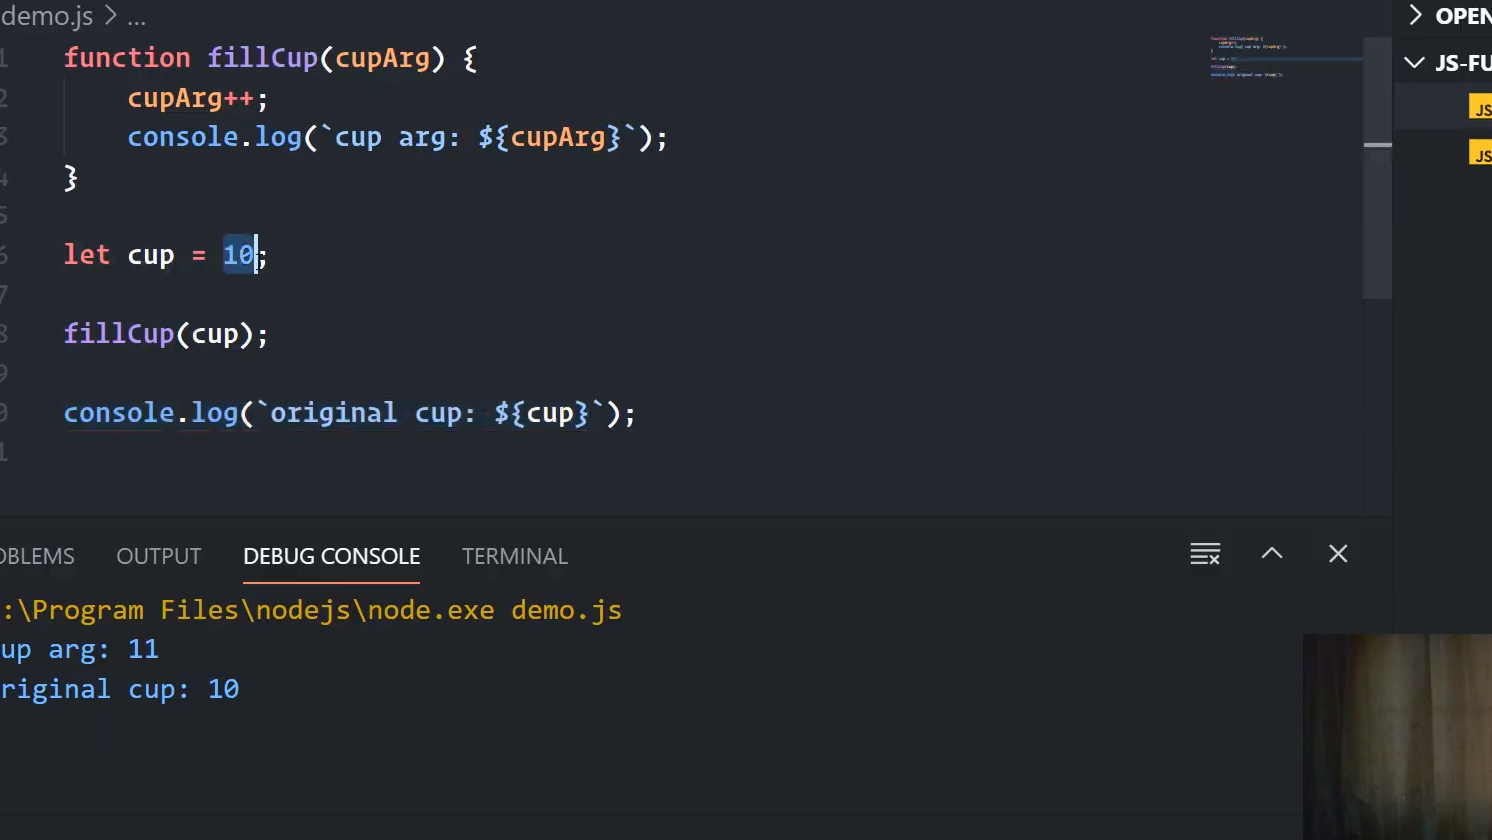 demo.js > ...
1 function fillCup(cupArg) {
2 cupArg++;
3 console.log(`cup arg: ${cupArg}`);
4 }
5
6 let cup = 10;
7
8 fillCup(cup);
9
0 console.log(`original cup: ${cup}`);
1
OPEN
JS-FU
JS
JS
OBLEMS OUTPUT DEBUG CONSOLE TERMINAL
:\Program Files\nodejs\node.exe demo.js
up arg: 11
riginal cup: 10